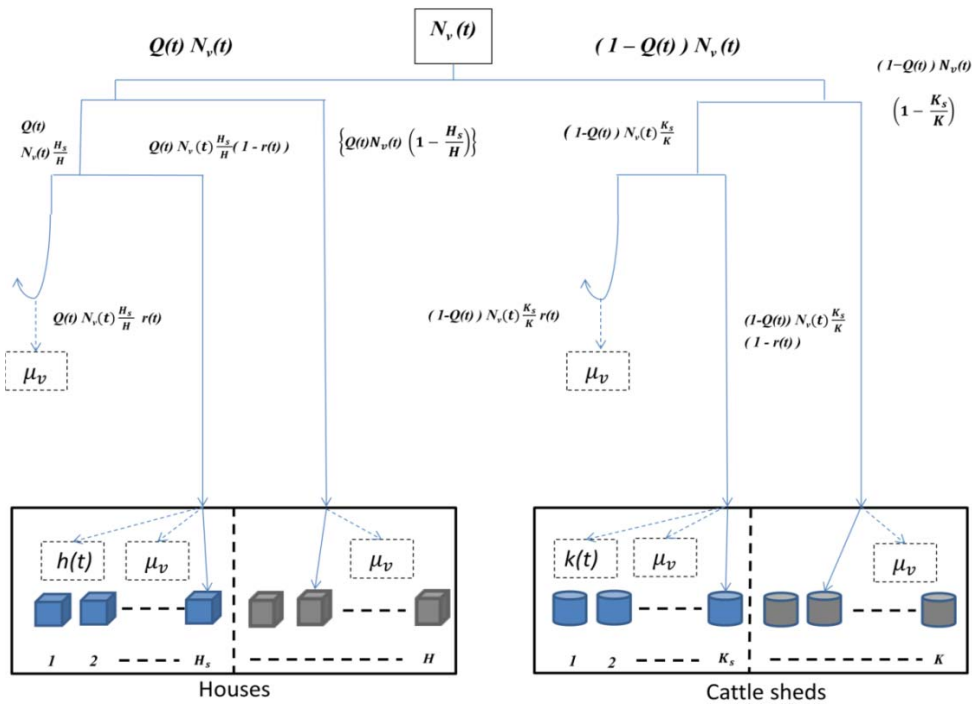 N_v(t)
Q(t) N_v(t)
(1 – Q(t) ) N_v(t)
(1–Q(t) ) N_v(t)
(1 – K_s/K)
Q(t)
N_v(t) H_s/H
Q(t) N_v(t) H_s/H (1 - r(t) )
{Q(t)N_v(t) (1 – H_s/H)}
(1-Q(t) ) N_v(t) K_s/K
Q(t) N_v(t) H_s/H r(t)
(1-Q(t) ) N_v(t) K_s/K r(t)
(1-Q(t)) N_v(t) K_s/K
(1 - r(t) )
μ_v
μ_v
h(t)
μ_v
μ_v
k(t)
μ_v
μ_v
1 2 H_s H
1 2 K_s K
Houses
Cattle sheds